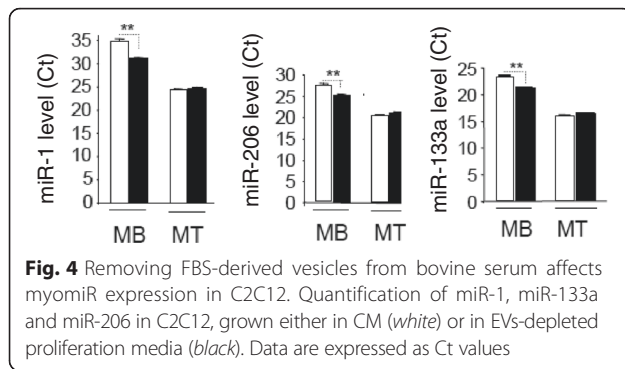 miR-1 level (Ct)
35
30
25
20
15
10
5
0
**
MB
MT
miR-206 level (Ct)
30
25
20
15
10
5
0
**
MB
MT
miR-133a level (Ct)
25
20
15
10
5
0
**
MB
MT
Fig. 4 Removing FBS-derived vesicles from bovine serum affects
myomiR expression in C2C12. Quantification of miR-1, miR-133a
and miR-206 in C2C12, grown either in CM (white) or in EVs-depleted
proliferation media (black). Data are expressed as Ct values